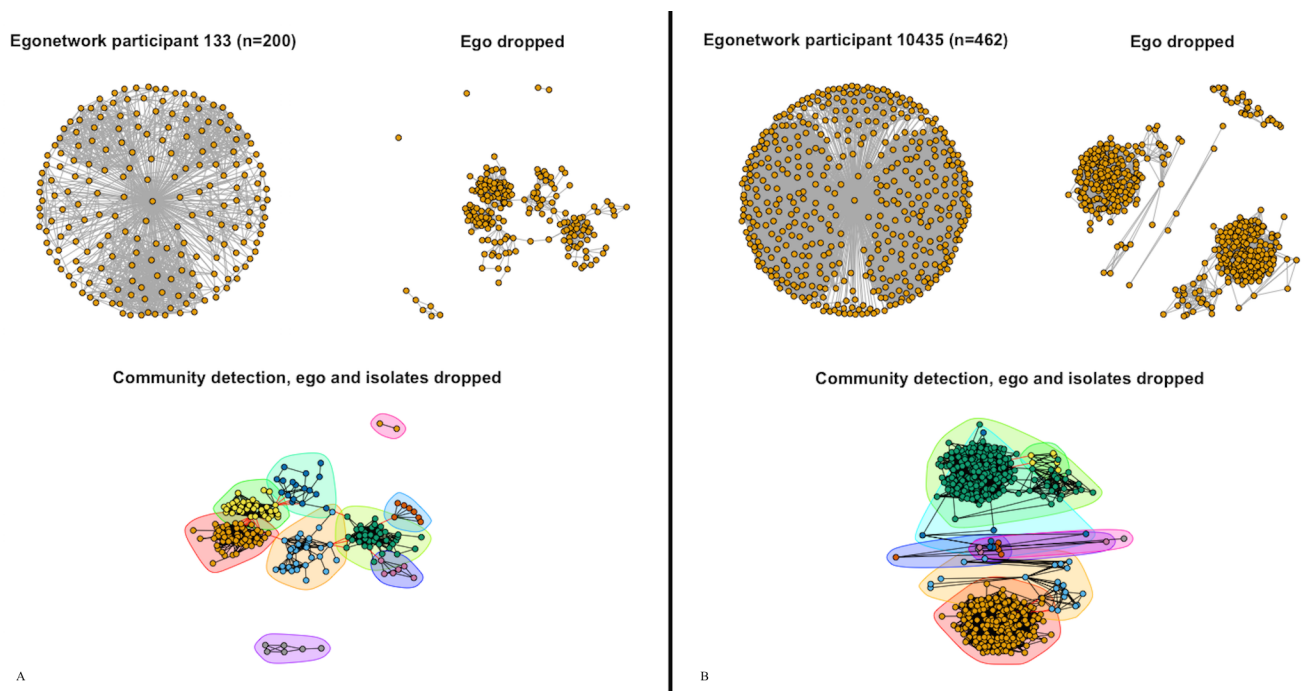 Egonetwork participant 133 (n=200)
Ego dropped
Community detection, ego and isolates dropped
A
Egonetwork participant 10435 (n=462)
Ego dropped
Community detection, ego and isolates dropped
B